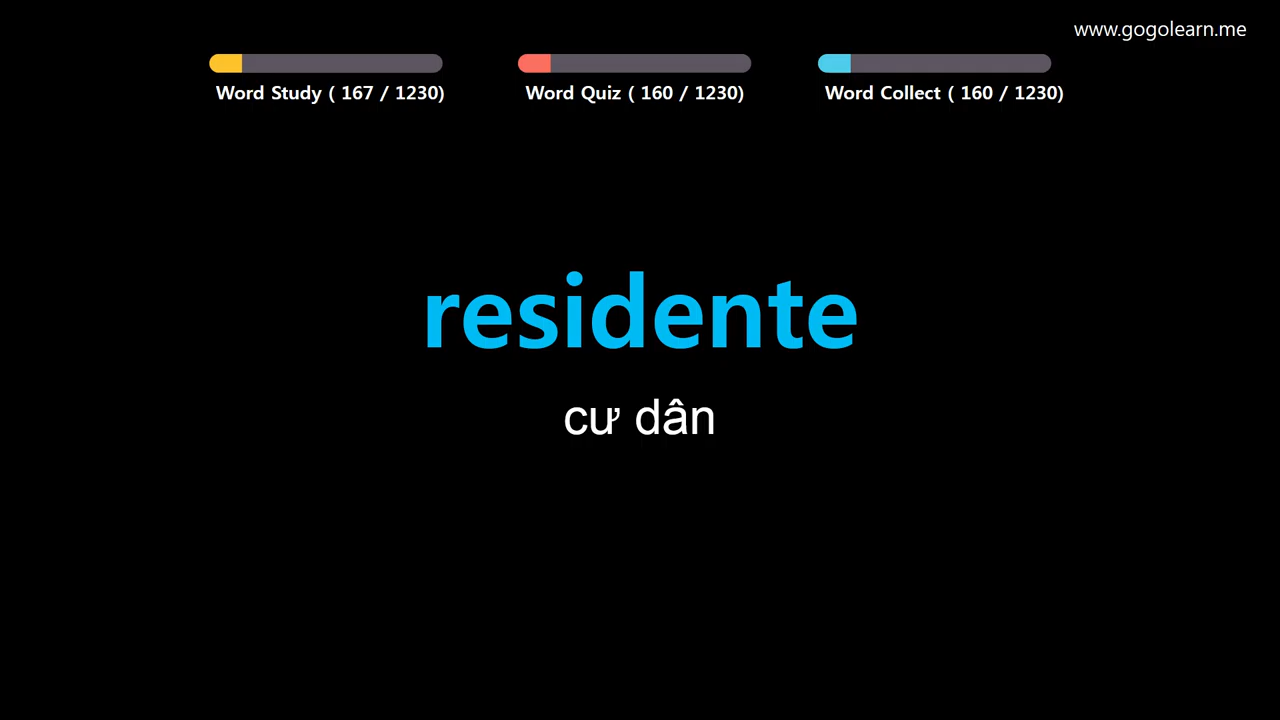 www.gogolearn.me
Word Study ( 167 / 1230)
Word Quiz ( 160 / 1230)
Word Collect ( 160 / 1230)
residente
cư dân